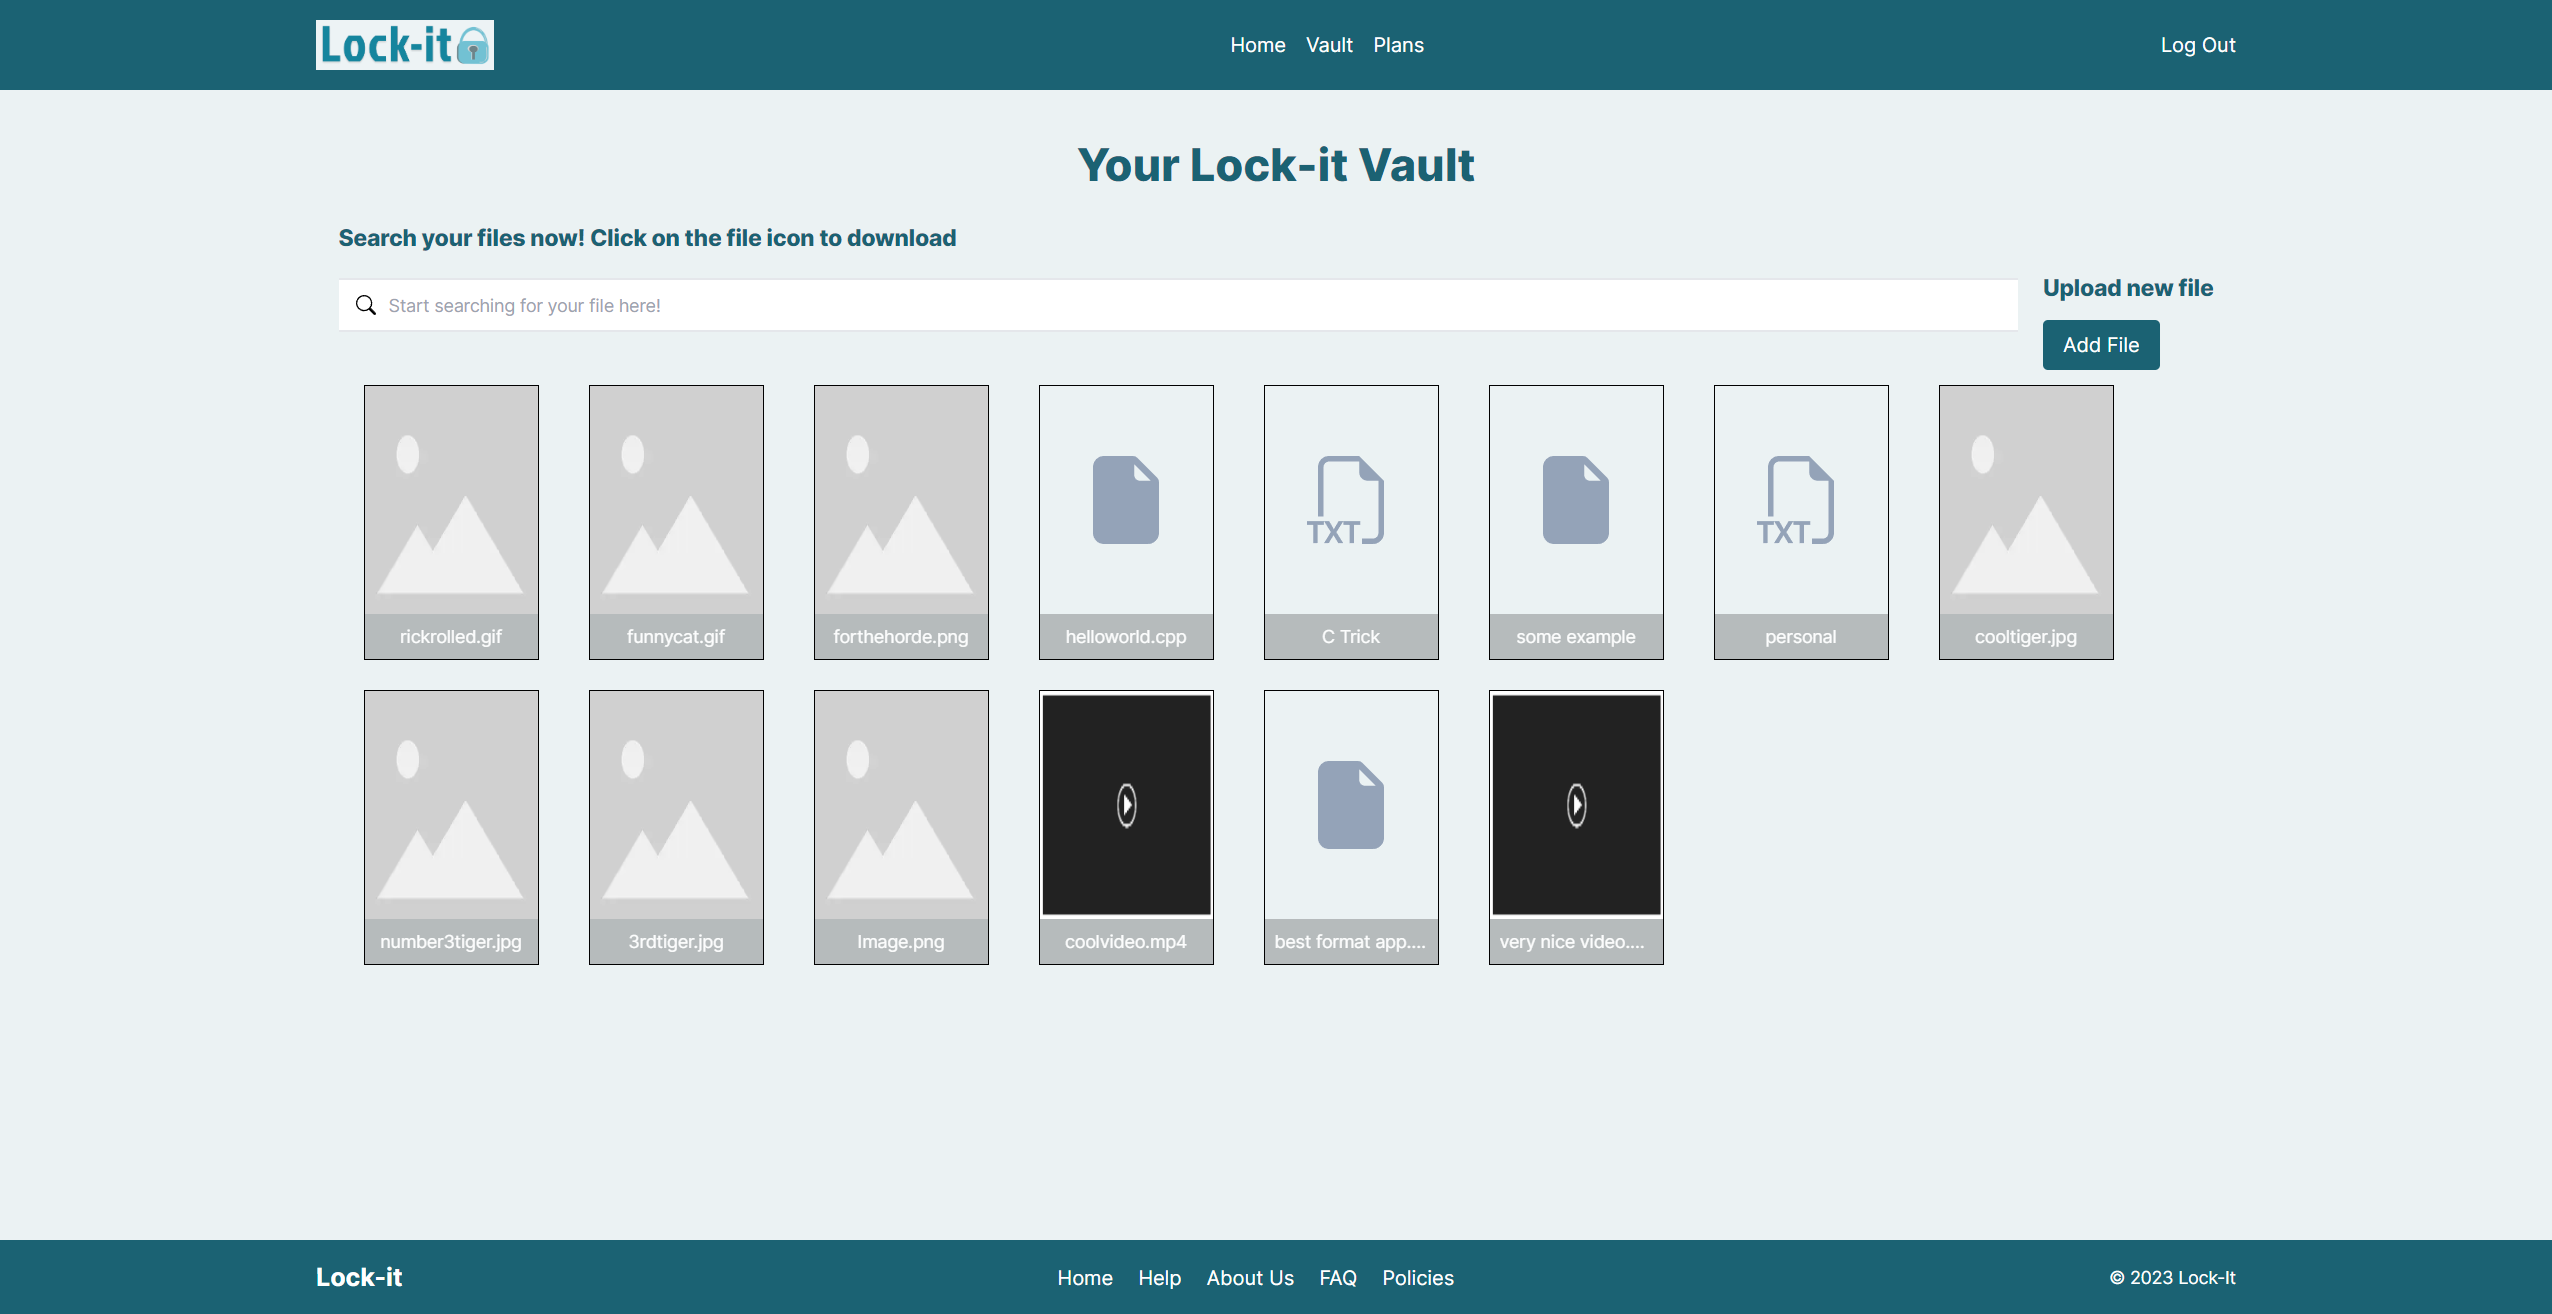 Lock-it
Home Vault Plans
Log Out
Your Lock-it Vault
Search your files now! Click on the file icon to download
Start searching for your file here!
Upload new file
Add File
rickrolled.gif
funnycat.gif
forthehorde.png
helloworld.cpp
TXT
C Trick
some example
TXT
personal
cooltiger.jpg
number3tiger.jpg
3rdtiger.jpg
Image.png
coolvideo.mp4
best format app....
very nice video....
Lock-it
Home Help About Us FAQ Policies
© 2023 Lock-It